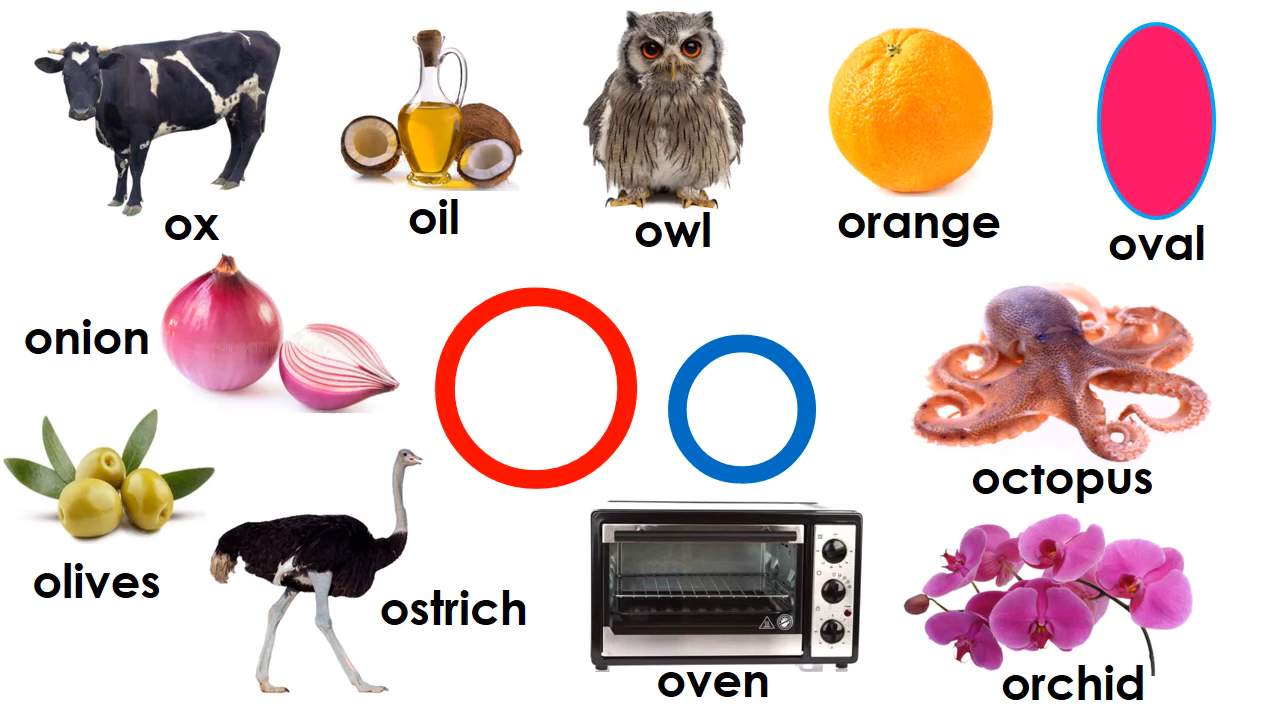 ox
oil
owl
orange
oval
onion
O o
octopus
olives
ostrich
oven
orchid